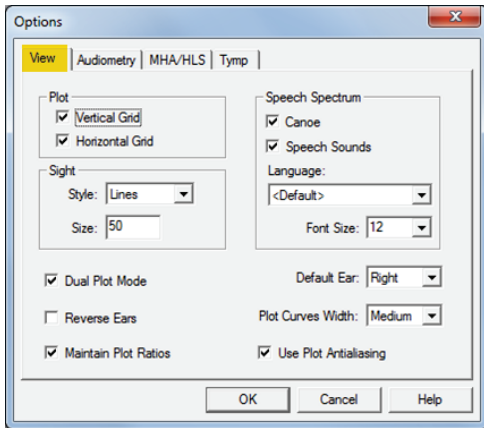 Options
View Audiometry MHA/HLS Tymp
Plot
Vertical Grid
Horizontal Grid
Sight
Style: Lines
Size: 50
Speech Spectrum
Canoe
Speech Sounds
Language:
<Default>
Font Size: 12
Dual Plot Mode
Default Ear: Right
Reverse Ears
Plot Curves Width: Medium
Maintain Plot Ratios
Use Plot Antialiasing
OK Cancel Help